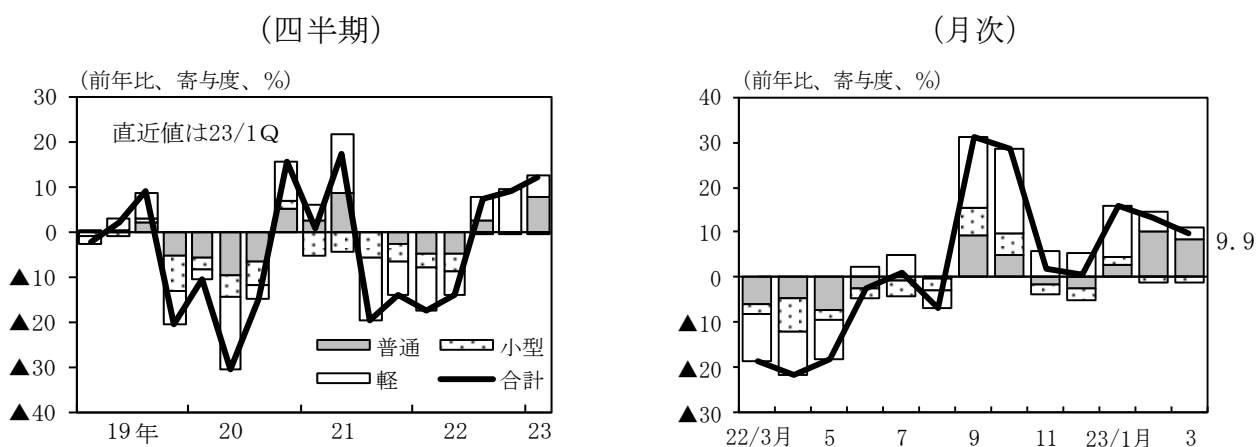 (四半期)
(前年比、寄与度、%)
30
20
10
0
▲10
▲20
▲30
▲40
直近値は23/1Q
普通
小型
軽
合計
19年
20
21
22
23
(月次)
(前年比、寄与度、%)
40
30
20
10
0
▲10
▲20
▲30
9.9
22/3月
5
7
9
11
23/1月
3